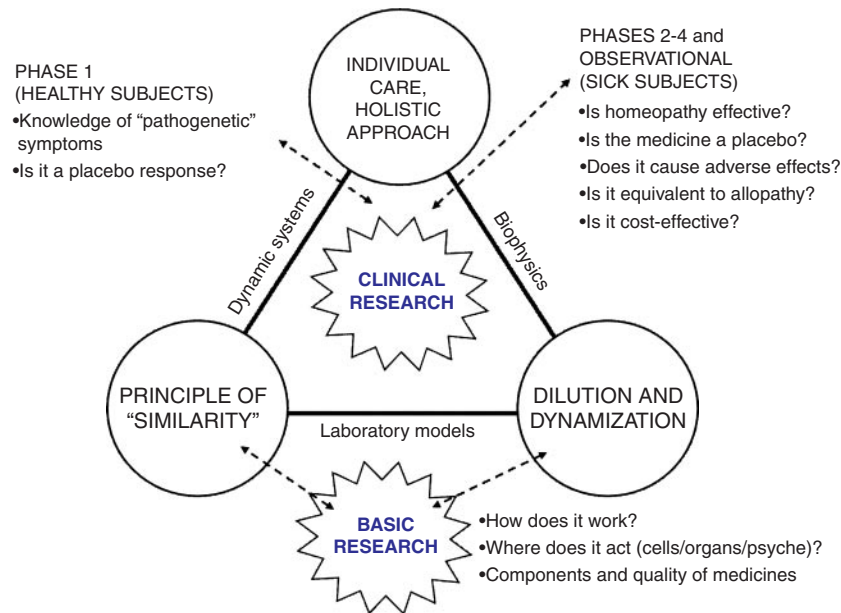 PHASE 1
(HEALTHY SUBJECTS)
•Knowledge of “pathogenetic”
symptoms
•Is it a placebo response?
INDIVIDUAL
CARE,
HOLISTIC
APPROACH
PHASES 2-4 and
OBSERVATIONAL
(SICK SUBJECTS)
•Is homeopathy effective?
•Is the medicine a placebo?
•Does it cause adverse effects?
•Is it equivalent to allopathy?
•Is it cost-effective?
Dynamic systems
Biophysics
CLINICAL
RESEARCH
PRINCIPLE OF
“SIMILARITY”
Laboratory models
DILUTION AND
DYNAMIZATION
BASIC
RESEARCH
•How does it work?
•Where does it act (cells/organs/psyche)?
•Components and quality of medicines